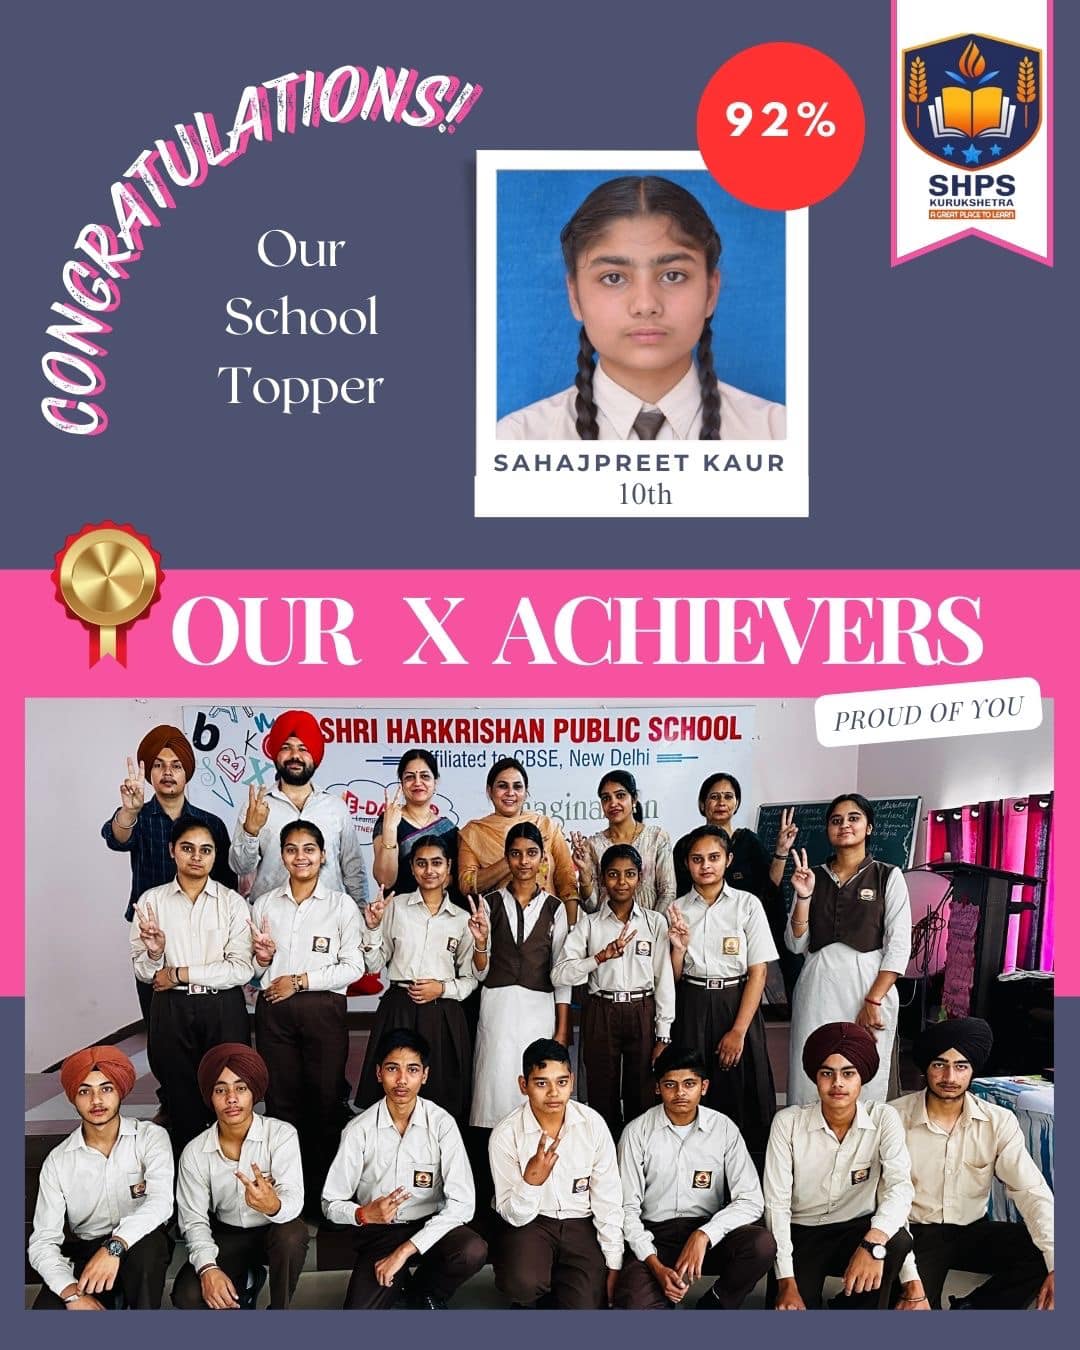 CONGRATULATIONS!!
Our
School
Topper
92%
SHPS
KURUKSHETRA
A GREAT PLACE TO LEARN
SAHAJPREET KAUR
10th
OUR X ACHIEVERS
PROUD OF YOU
SHRI HARKRISHAN PUBLIC SCHOOL
to CBSE, New Delhi